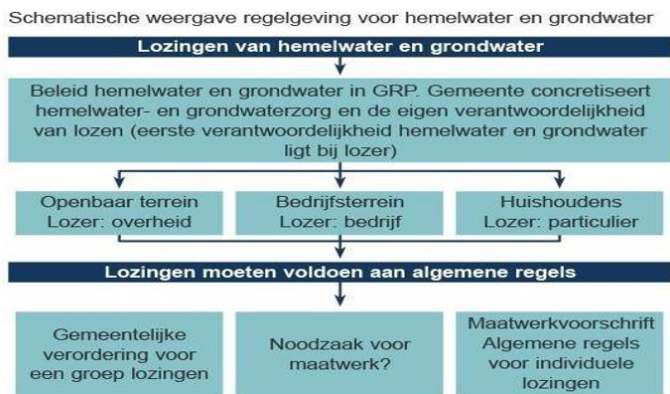 Schematische weergave regelgeving voor hemelwater en grondwater
Lozingen van hemelwater en grondwater
Beleid hemelwater en grondwater in GRP. Gemeente concretiseert
hemelwater- en grondwaterzorg en de eigen verantwoordelijkheid
van lozen (eerste verantwoordelijkheid hemelwater en grondwater
ligt bij lozer)
Openbaar terrein
Lozer: overheid
Bedrijfsterrein
Lozer: bedrijf
Huishoudens
Lozer: particulier
Lozingen moeten voldoen aan algemene regels
Gemeentelijke
verordening voor
een groep lozingen
Noodzaak voor
maatwerk?
Maatwerkvoorschrift
Algemene regels
voor individuele
lozingen